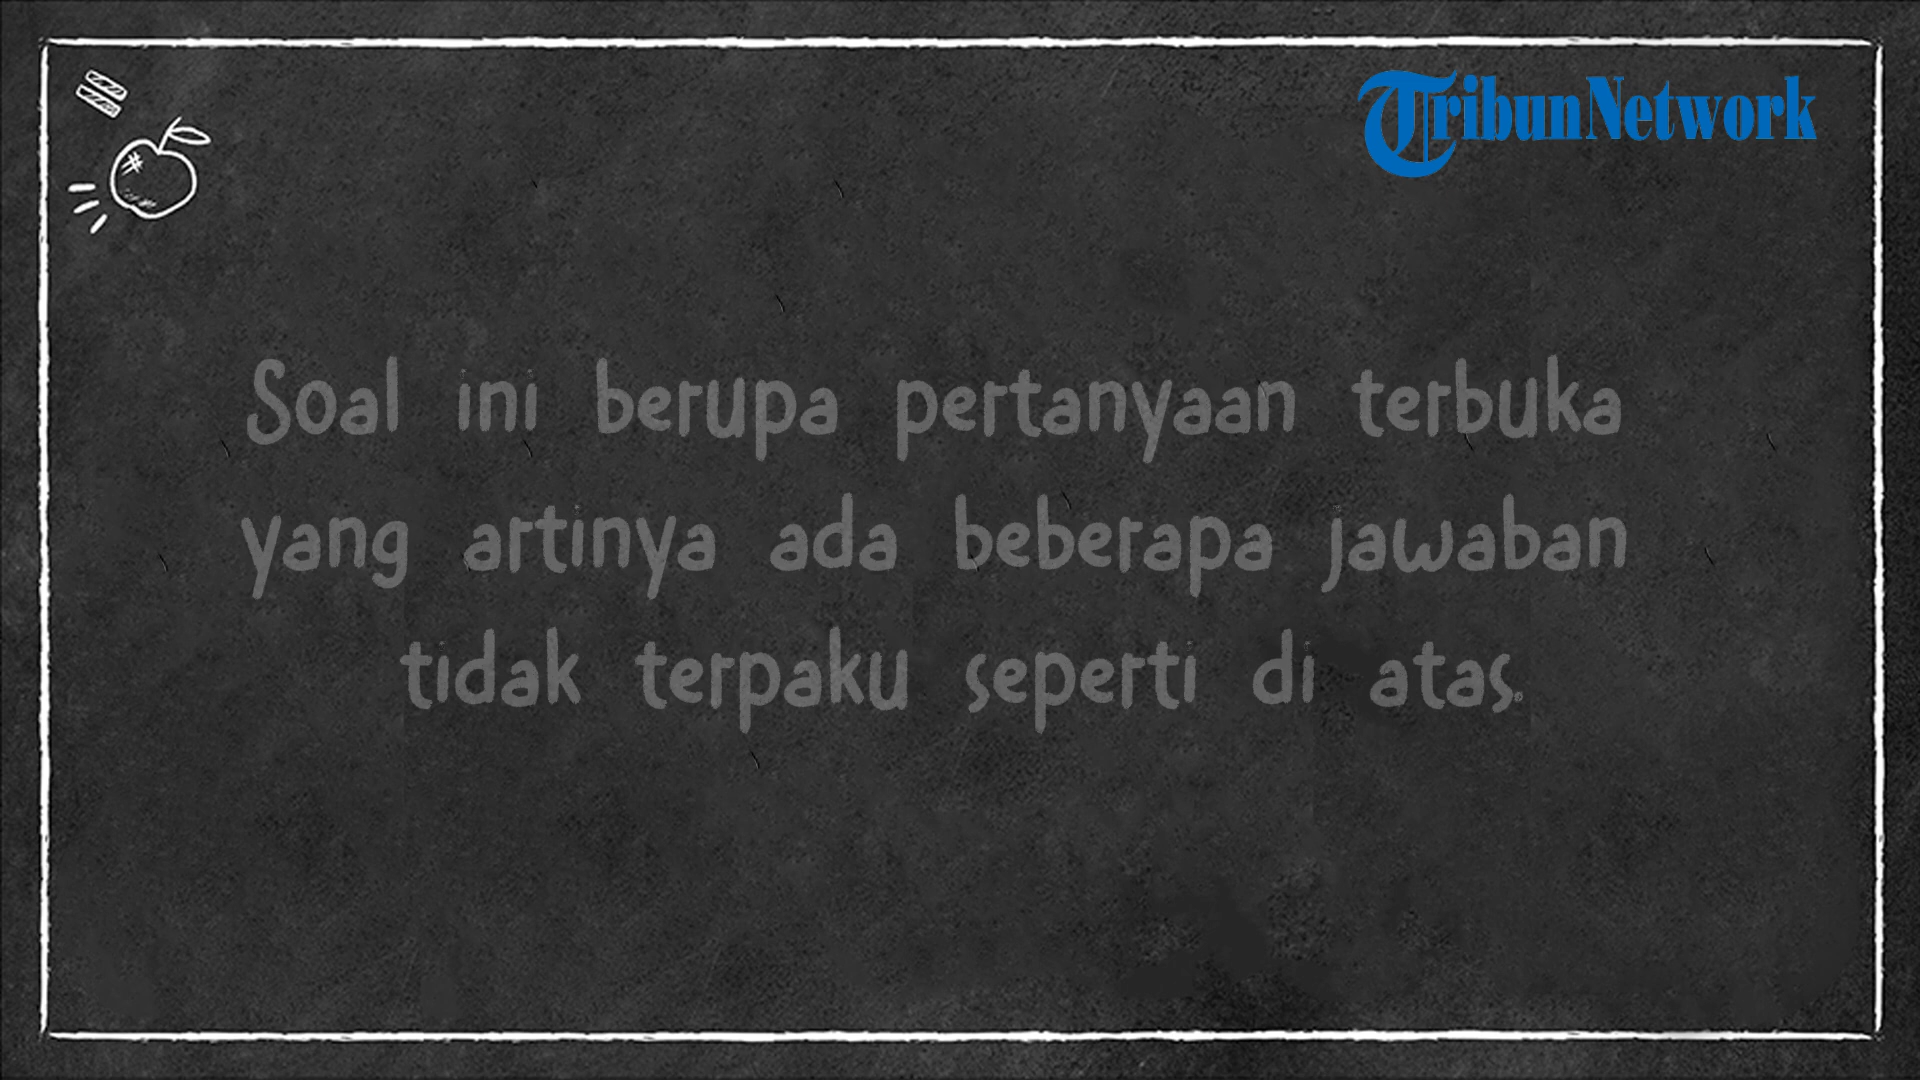 TribunNetwork
Soal ini berupa pertanyaan terbuka
yang artinya ada beberapa jawaban
tidak terpaku seperti di atas.